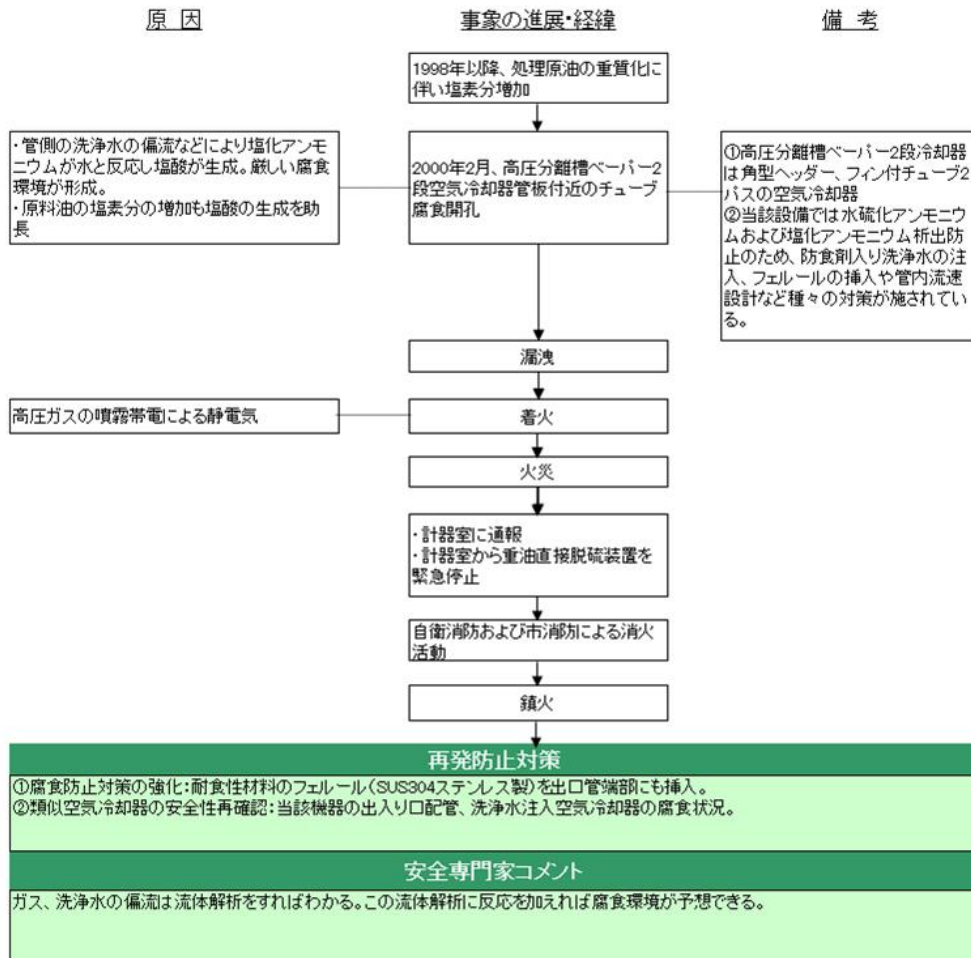 原 因
事象の進展・経緯
備 考
1998年以降、処理原油の重質化に
伴い塩素分増加
・管側の洗浄水の偏流などにより塩化アンモ
ニウムが水と反応し塩酸が生成。厳しい腐食
環境が形成。
・原料油の塩素分の増加も塩酸の生成を助
長
2000年2月、高圧分離槽ベーパー2
段空気冷却器管板付近のチューブ
腐食開孔
①高圧分離槽ベーパー2段冷却器
は角型ヘッダー、フィン付チューブ2
パスの空気冷却器
②当該設備では水硫化アンモニウ
ムおよび塩化アンモニウム析出防
止のため、防食剤入り洗浄水の注
入、フェルールの挿入や管内流速
設計など種々の対策が施されてい
る。
漏洩
高圧ガスの噴霧帯電による静電気
着火
火災
・計器室に通報
・計器室から重油直接脱硫装置を
緊急停止
自衛消防および市消防による消火
活動
鎮火
再発防止対策
①腐食防止対策の強化：耐食性材料のフェルール（SUS304ステンレス製）を出口管端部にも挿入。
②類似空気冷却器の安全性再確認：当該機器の出入り口配管、洗浄水注入空気冷却器の腐食状況。
安全専門家コメント
ガス、洗浄水の偏流は流体解析をすればわかる。この流体解析に反応を加えれば腐食環境が予想できる。